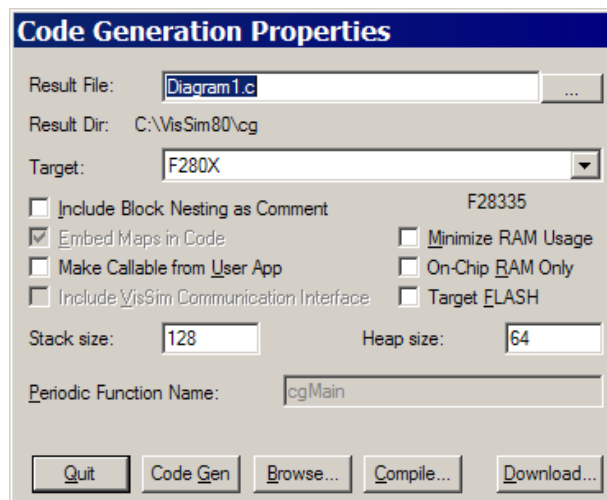 Code Generation Properties
Result File: Diagram1.c ...
Result Dir: C:\VisSim80\cg
Target: F280X
Include Block Nesting as Comment F28335
Embed Maps in Code Minimize RAM Usage
Make Callable from User App On-Chip RAM Only
Include VisSim Communication Interface Target FLASH
Stack size: 128 Heap size: 64
Periodic Function Name: cgMain
Quit Code Gen Browse... Compile... Download...